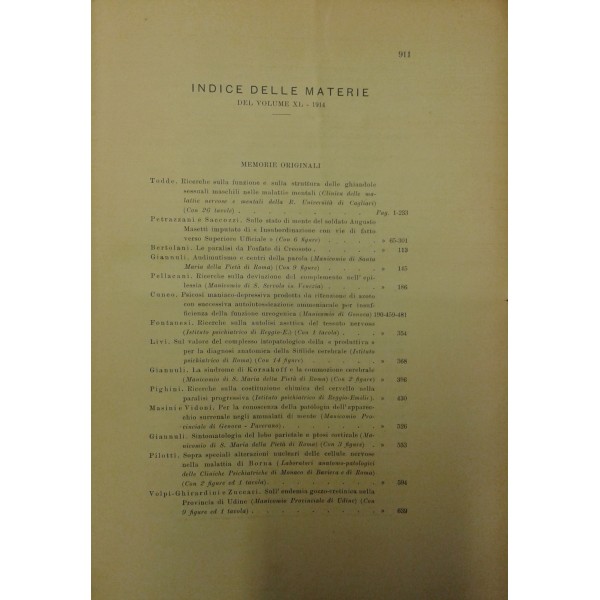 911
INDICE DELLE MATERIE
DEL VOLUME XL - 1914
MEMORIE ORIGINALI
Todde. Ricerche sulla funzione e sulla struttura delle ghiandole
sessuali maschili nelle malattie mentali (Clinica delle ma-
lattie nervose e mentali della R. Università di Cagliari)
(Con 26 tavole) . . . . . . . . Pag. 1-233
Petrazzani e Saccozzi. Sullo stato di mente del soldato Augusto
Masetti imputato di « Insubordinazione con vie di fatto
verso Superiore Ufficiale » (Con 6 figure) . . . . » 65-301
Bertolani. Le paralisi da Fosfato di Creosoto . . . . » 113
Giannuli. Audimutismo e centri della parola (Manicomio di Santa
Maria della Pietà di Roma) (Con 9 figure) . . . . » 145
Pellacani. Ricerche sulla deviazione del complemento nell'epi-
lessia (Manicomio di S. Servolo in Venezia) . . . » 186
Cuneo. Psicosi maniaco-depressiva prodotta da ritenzione di azoto
con successiva autointossicazione ammoniacale per insuf-
ficienza della funzione ureogenica (Manicomio di Genova) 190-459-481
Fontanesi. Ricerche sulla autolisi asettica del tessuto nervoso
(Istituto psichiatrico di Reggio-E.) (Con 1 tavola) . . . » 354
Livi. Sul valore del complesso istopatologico della « produttiva »
per la diagnosi anatomica della Sifilide cerebrale (Istituto
psichiatrico di Roma) (Con 14 figure) . . . . . » 368
Giannuli. La sindrome di Korsakoff e la commozione cerebrale
(Manicomio di S. Maria della Pietà di Roma) (Con 2 figure) » 396
Pighini. Ricerche sulla costituzione chimica del cervello nella
paralisi progressiva (Istituto psichiatrico di Reggio-Emilia). » 430
Masini e Vidoni. Per la conoscenza della patologia dell'apparec-
chio surrenale negli ammalati di mente (Manicomio Pro-
vinciale di Genova - Paverano) . . . . . . » 526
Giannuli. Sintomatologia del lobo parietale e ptosi corticale (Ma-
nicomio di S. Maria della Pietà di Roma) (Con 3 figure) . . » 533
Pilotti. Sopra speciali alterazioni nucleari delle cellule nervose
nella malattia di Borna (Laboratori anatomo-patologici
delle Cliniche Psichiatriche di Monaco di Baviera e di Roma)
(Con 2 figure ed 1 tavola) . . . . . . . » 594
Volpi-Ghirardini e Zuccari. Sull'endemia gozzo-cretinica nella
Provincia di Udine (Manicomio Provinciale di Udine) (Con
9 figure ed 1 tavola) . . . . . . . . »